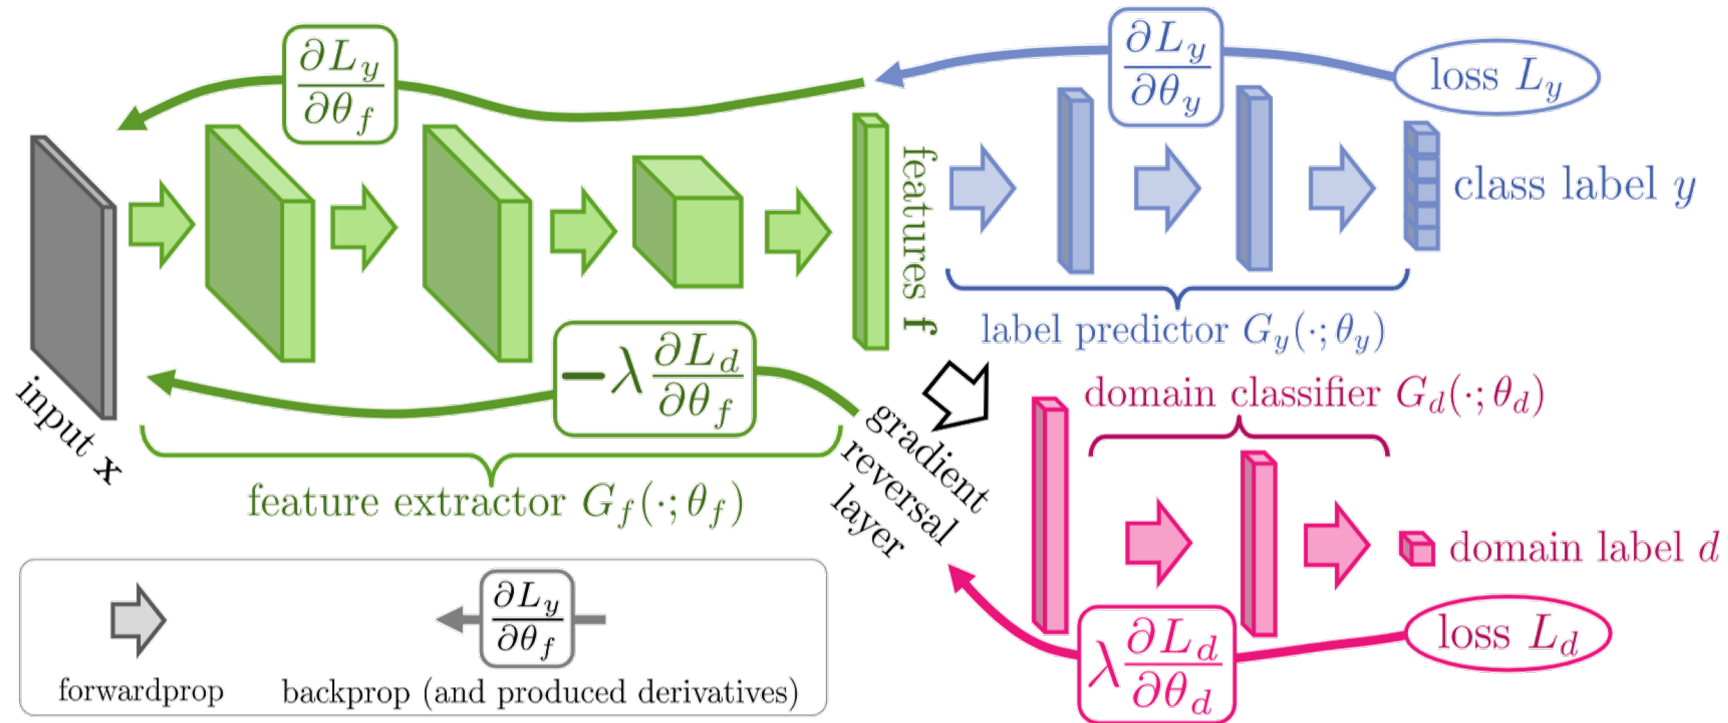 ∂L_y/∂θ_f
∂L_y/∂θ_y
loss L_y
input x
features f
class label y
label predictor G_y(·;θ_y)
−λ ∂L_d/∂θ_f
feature extractor G_f(·;θ_f)
gradient
reversal
layer
domain classifier G_d(·;θ_d)
domain label d
λ ∂L_d/∂θ_d
loss L_d
forwardprop
∂L_y/∂θ_f
backprop (and produced derivatives)